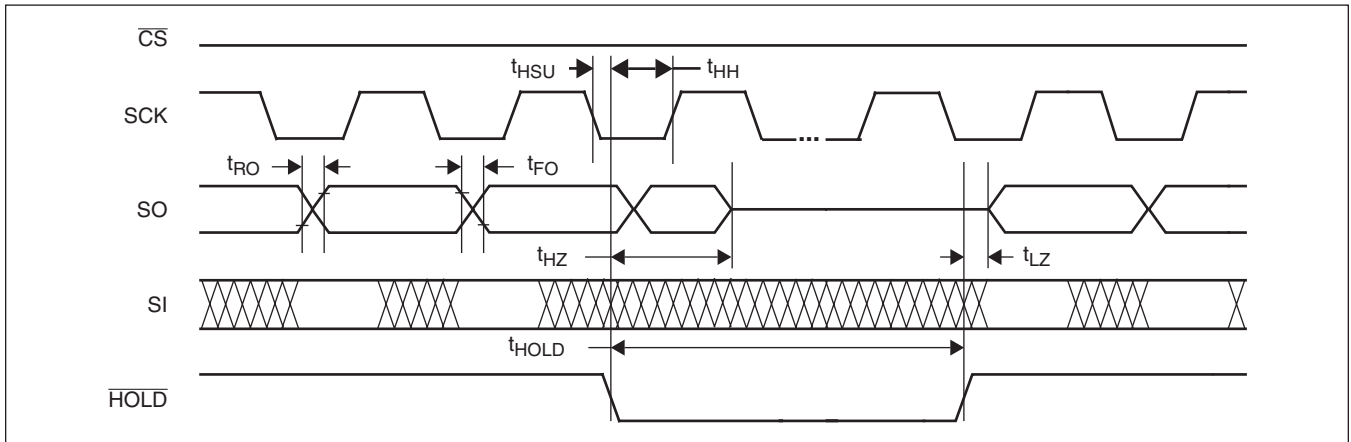 CS
tHSU
tHH
SCK
...
tRO
tFO
SO
tHZ
tLZ
SI
tHOLD
HOLD